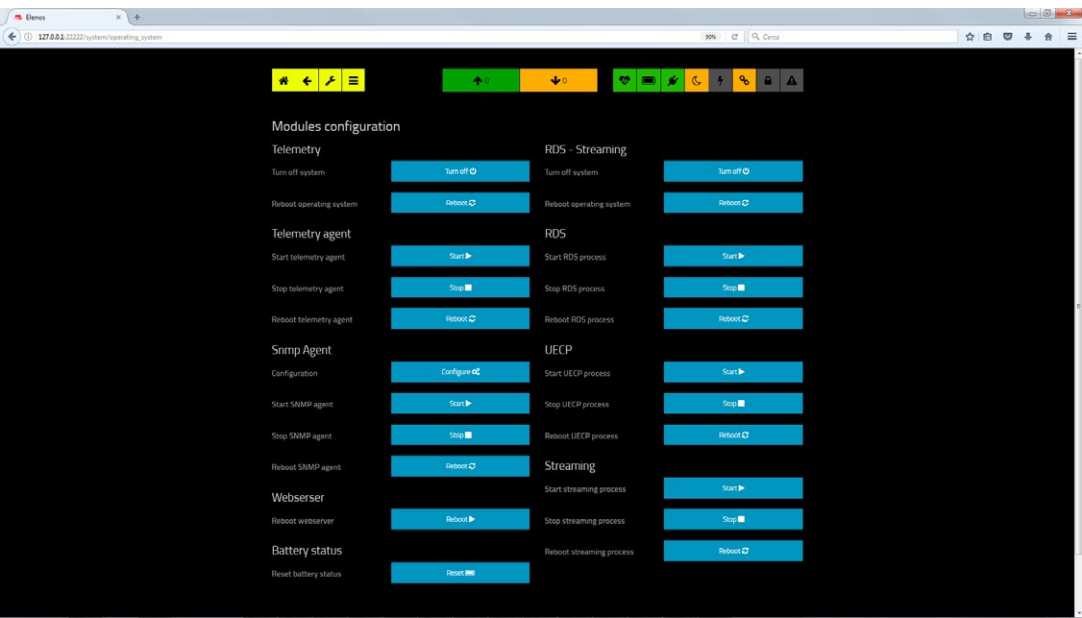 Elenos
127.0.0.1:22222/system/operating_system
90%
Cerca
0
0
Modules configuration
Telemetry
Turn off system
Turn off
Reboot operating system
Reboot
Telemetry agent
Start telemetry agent
Start
Stop telemetry agent
Stop
Reboot telemetry agent
Reboot
Snmp Agent
Configuration
Configure
Start SNMP agent
Start
Stop SNMP agent
Stop
Reboot SNMP agent
Reboot
Webserser
Reboot webserver
Reboot
Battery status
Reset battery status
Reset
RDS - Streaming
Turn off system
Turn off
Reboot operating system
Reboot
RDS
Start RDS process
Start
Stop RDS process
Stop
Reboot RDS process
Reboot
UECP
Start UECP process
Start
Stop UECP process
Stop
Reboot UECP process
Reboot
Streaming
Start streaming process
Start
Stop streaming process
Stop
Reboot streaming process
Reboot